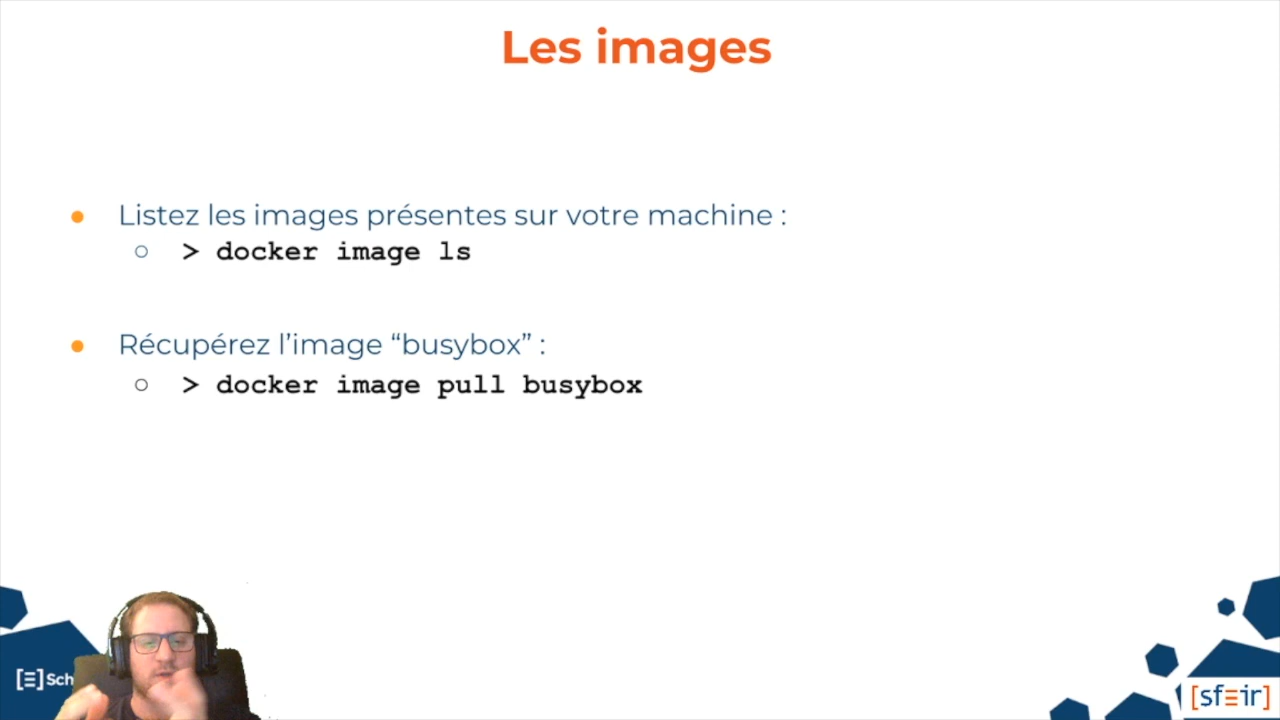 Les images
Listez les images présentes sur votre machine :
> docker image ls
Récupérez l’image “busybox” :
> docker image pull busybox
[Ξ]Sch
[sfeir]